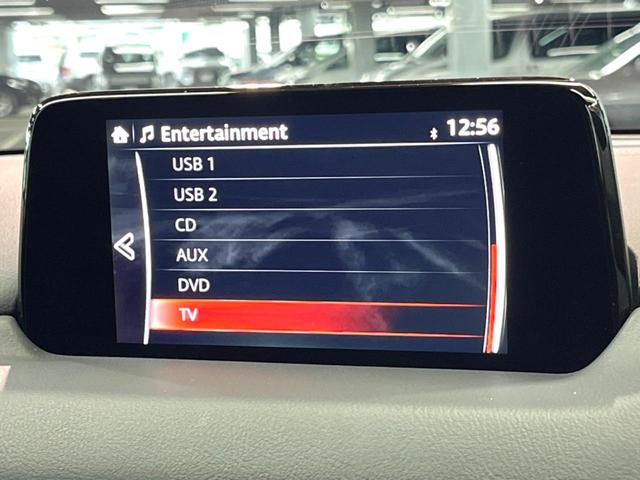 Entertainment 12:56
USB 1
USB 2
CD
AUX
DVD
TV